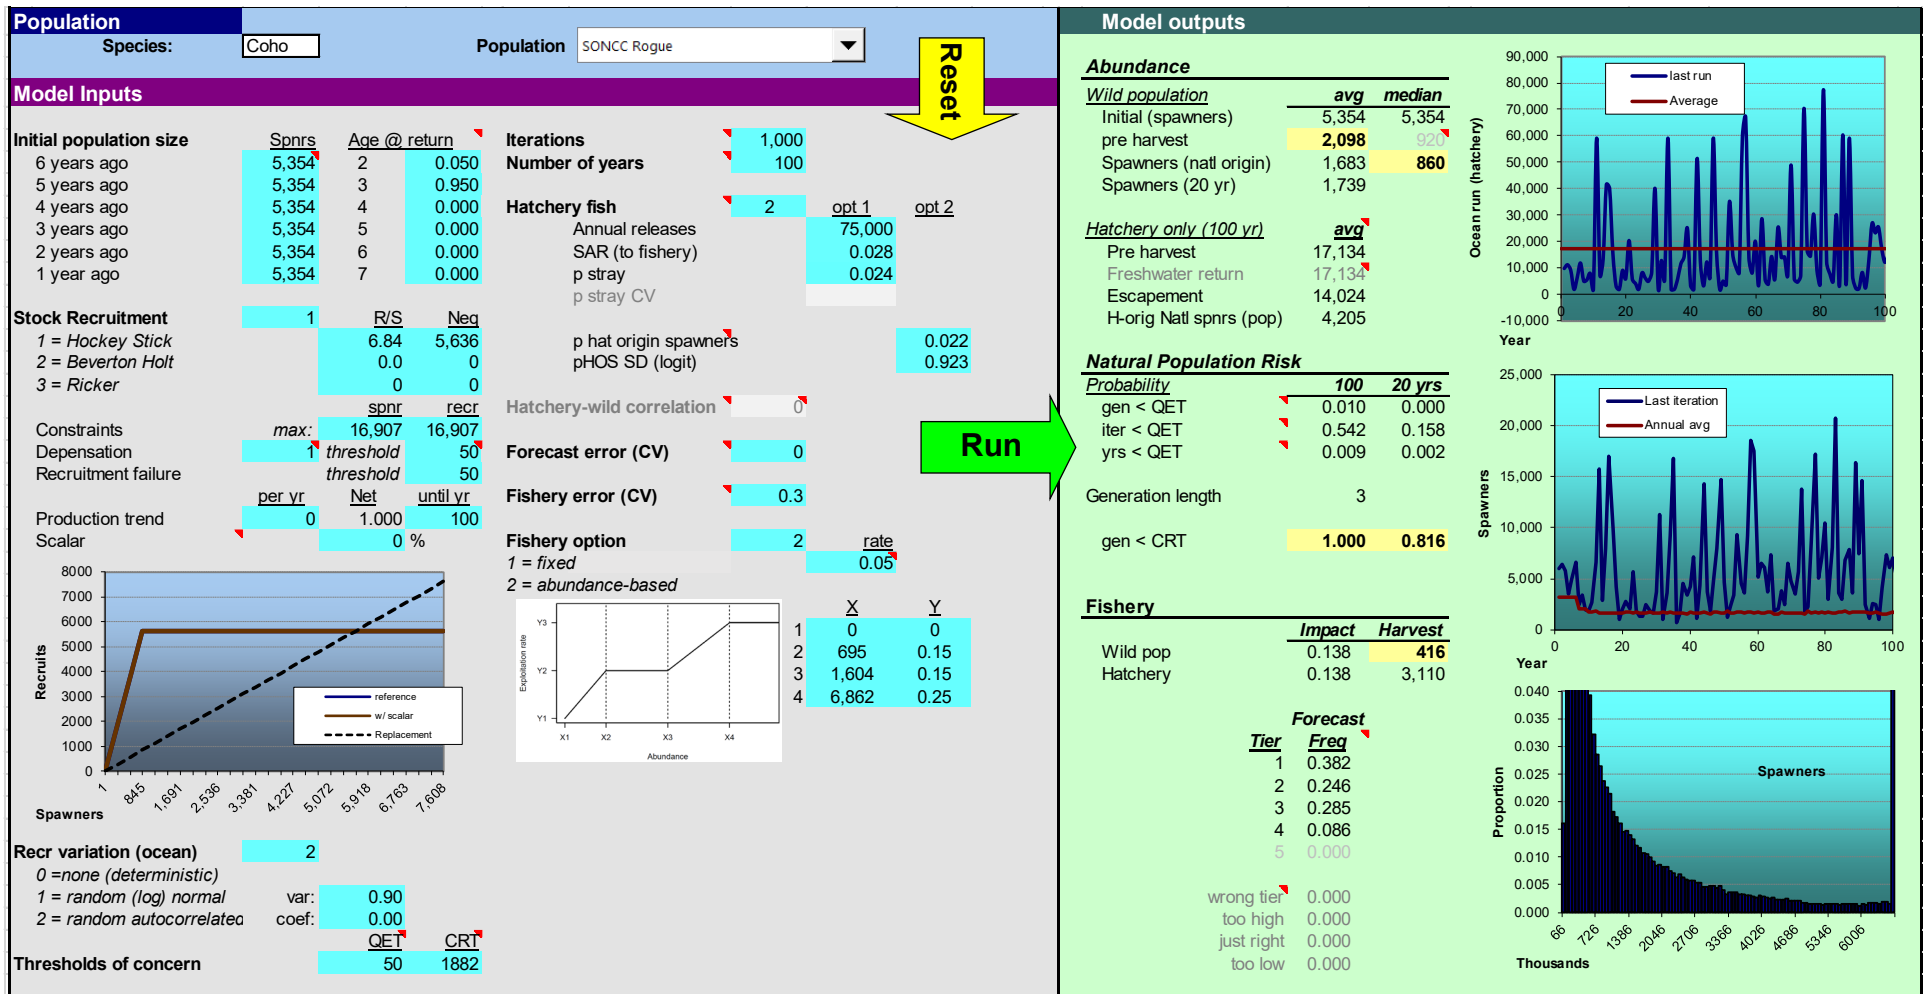 Population
Species: Coho Population SONCC Rogue
Reset
Model Inputs
Initial population size Spnrs Age @ return
6 years ago 5,354 2 0.050
5 years ago 5,354 3 0.950
4 years ago 5,354 4 0.000
3 years ago 5,354 5 0.000
2 years ago 5,354 6 0.000
1 year ago 5,354 7 0.000
Stock Recruitment 1 R/S Neq
1 = Hockey Stick 6.84 5,636
2 = Beverton Holt 0.0 0
3 = Ricker 0 0
spnr recr
Constraints max: 16,907 16,907
Depensation 1 threshold 50
Recruitment failure threshold 50
per yr Net until yr
Production trend 0 1.000 100
Scalar 0 %
8000
7000
6000
5000
4000
3000
2000
1000
0
Recruits
reference
w/ scalar
Replacement
1 845 1,691 2,536 3,381 4,227 5,072 5,918 6,763 7,608
Spawners
Recr variation (ocean) 2
0 =none (deterministic)
1 = random (log) normal var: 0.90
2 = random autocorrelated coef: 0.00
QET CRT
Thresholds of concern 50 1882
Iterations 1,000
Number of years 100
Hatchery fish 2 opt 1 opt 2
Annual releases 75,000
SAR (to fishery) 0.028
p stray 0.024
p stray CV
p hat origin spawners 0.022
pHOS SD (logit) 0.923
Hatchery-wild correlation 0
Forecast error (CV) 0
Fishery error (CV) 0.3
Fishery option 2 rate
1 = fixed 0.05
2 = abundance-based
X Y
1 0 0
2 695 0.15
3 1,604 0.15
4 6,862 0.25
Y3
Y2
Y1
Exploitation rate
X1 X2 X3 X4
Abundance
Run
Model outputs
Abundance
Wild population avg median
Initial (spawners) 5,354 5,354
pre harvest 2,098 920
Spawners (natl origin) 1,683 860
Spawners (20 yr) 1,739
Hatchery only (100 yr) avg
Pre harvest 17,134
Freshwater return 17,134
Escapement 14,024
H-orig Natl spnrs (pop) 4,205
Natural Population Risk
Probability 100 20 yrs
gen < QET 0.010 0.000
iter < QET 0.542 0.158
yrs < QET 0.009 0.002
Generation length 3
gen < CRT 1.000 0.816
Fishery
Impact Harvest
Wild pop 0.138 416
Hatchery 0.138 3,110
Forecast
Tier Freq
1 0.382
2 0.246
3 0.285
4 0.086
5 0.000
wrong tier 0.000
too high 0.000
just right 0.000
too low 0.000
90,000
80,000
70,000
60,000
50,000
40,000
30,000
20,000
10,000
0
-10,000
Ocean run (hatchery)
last run
Average
0 20 40 60 80 100
Year
25,000
20,000
15,000
10,000
5,000
0
Spawners
Last iteration
Annual avg
0 20 40 60 80 100
Year
0.040
0.035
0.030
0.025
0.020
0.015
0.010
0.005
0.000
Proportion
Spawners
66 726 1386 2046 2706 3366 4026 4686 5346 6006
Thousands